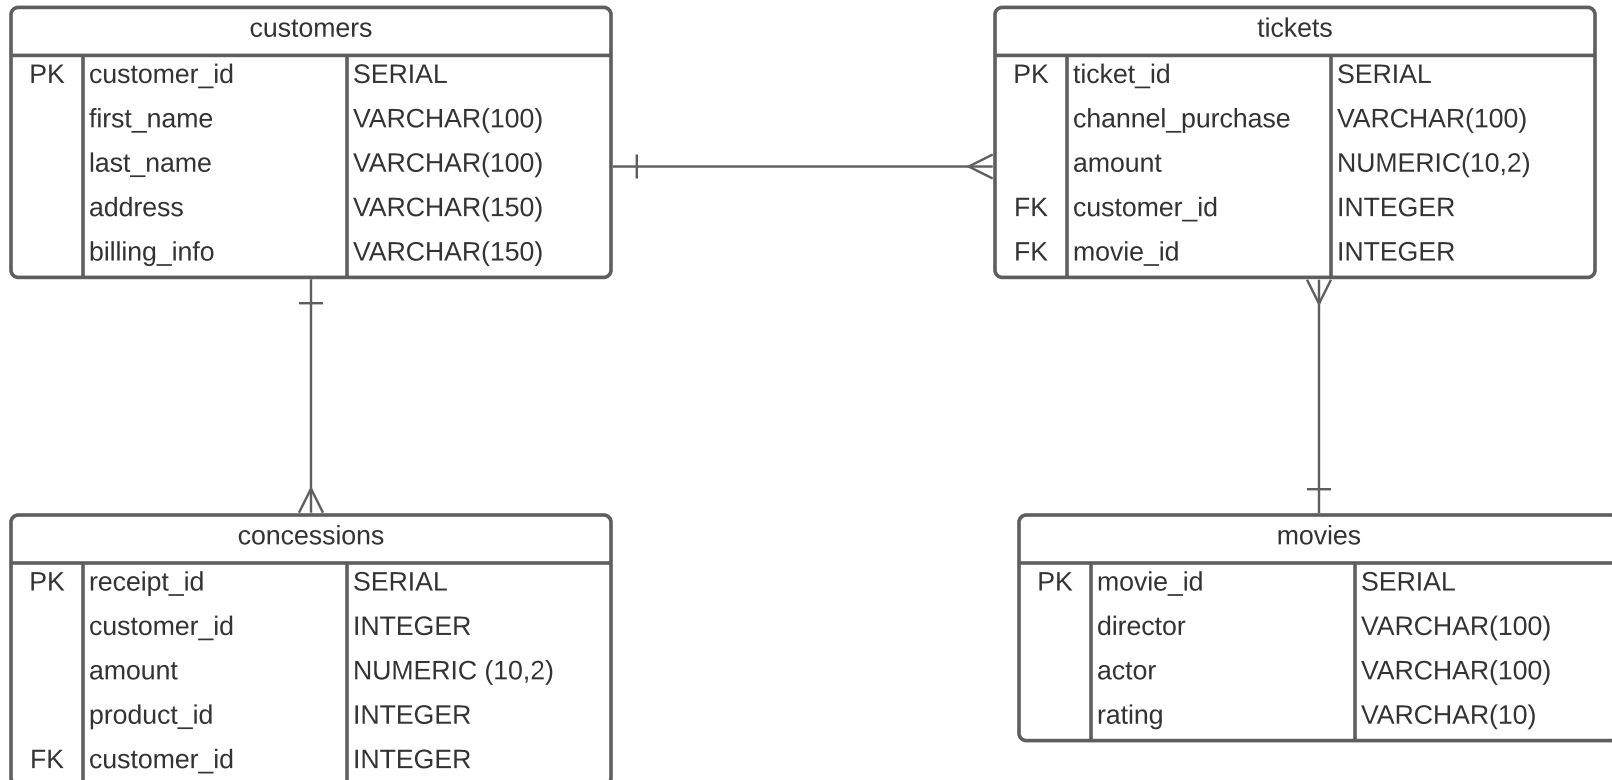 customers
PK customer_id SERIAL
first_name VARCHAR(100)
last_name VARCHAR(100)
address VARCHAR(150)
billing_info VARCHAR(150)
tickets
PK ticket_id SERIAL
channel_purchase VARCHAR(100)
amount NUMERIC(10,2)
FK customer_id INTEGER
FK movie_id INTEGER
concessions
PK receipt_id SERIAL
customer_id INTEGER
amount NUMERIC (10,2)
product_id INTEGER
FK customer_id INTEGER
movies
PK movie_id SERIAL
director VARCHAR(100)
actor VARCHAR(100)
rating VARCHAR(10)